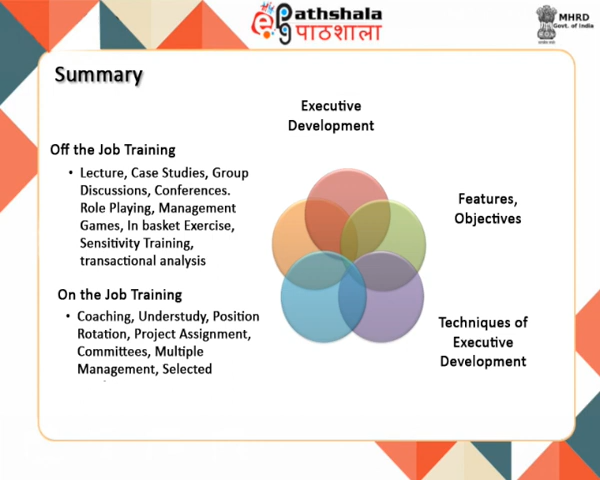 Pathshala
पाठशाला
MHRD
Govt. of India
Summary
Executive
Development
Off the Job Training
• Lecture, Case Studies, Group
Discussions, Conferences.
Role Playing, Management
Games, In basket Exercise,
Sensitivity Training,
transactional analysis
Features,
Objectives
On the Job Training
• Coaching, Understudy, Position
Rotation, Project Assignment,
Committees, Multiple
Management, Selected
Techniques of
Executive
Development